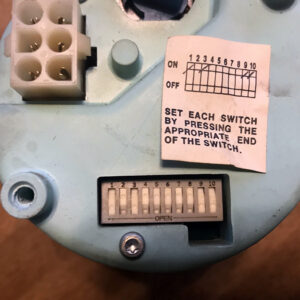 1 2 3 4 5 6 7 8 9 10
ON
OFF
SET EACH SWITCH
BY PRESSING THE
APPROPRIATE END
OF THE SWITCH.
1 2 3 4 5 6 7 8 9 10
OPEN